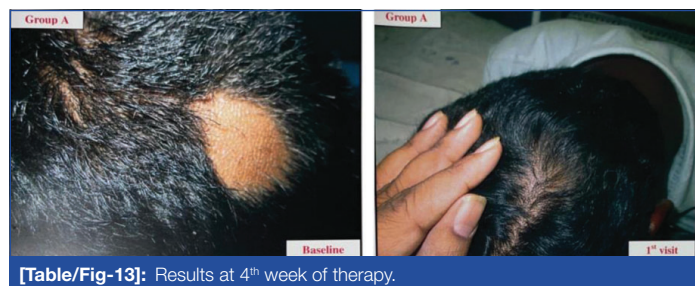 Group A
Baseline
Group A
1st visit
[Table/Fig-13]: Results at 4th week of therapy.